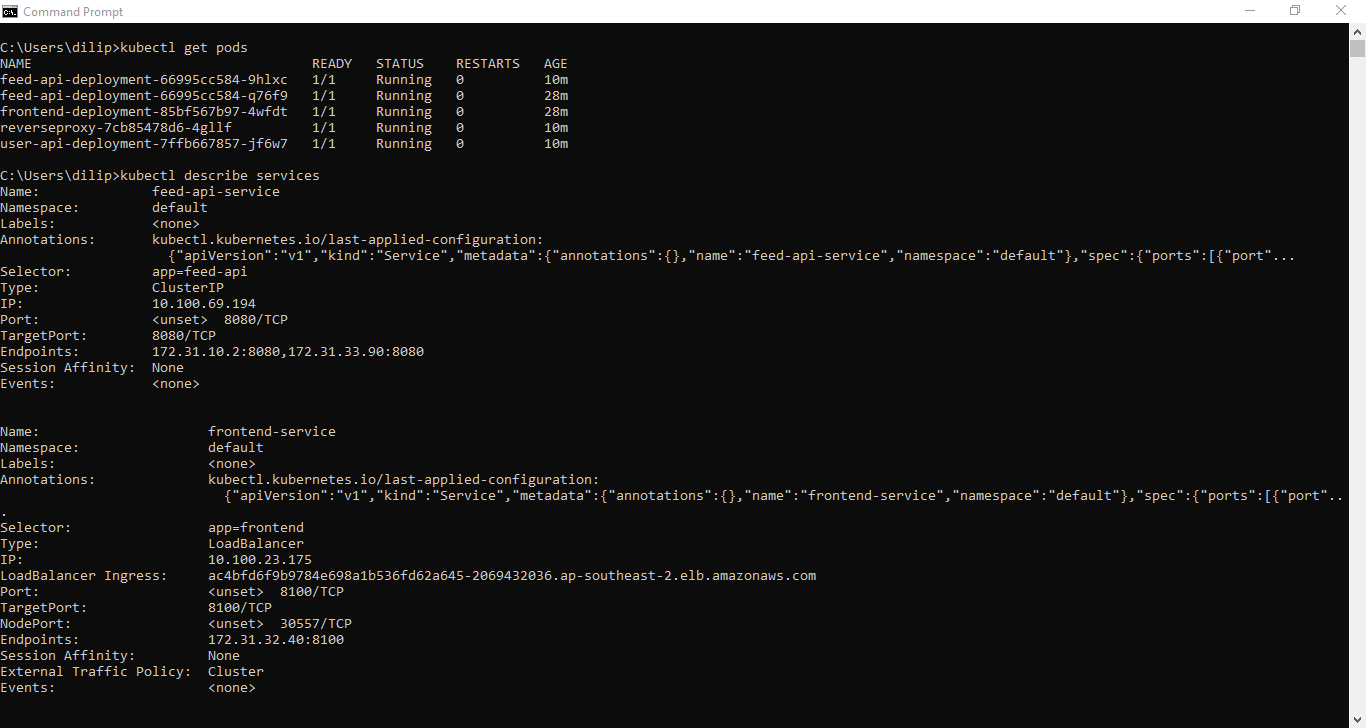 Command Prompt
C:\Users\dilip>kubectl get pods
NAME                                   READY   STATUS    RESTARTS   AGE
feed-api-deployment-66995cc584-9hlxc   1/1     Running   0          10m
feed-api-deployment-66995cc584-q76f9   1/1     Running   0          28m
frontend-deployment-85bf567b97-4wfdt   1/1     Running   0          28m
reverseproxy-7cb85478d6-4gllf          1/1     Running   0          10m
user-api-deployment-7ffb667857-jf6w7   1/1     Running   0          10m
C:\Users\dilip>kubectl describe services
Name:              feed-api-service
Namespace:         default
Labels:            <none>
Annotations:       kubectl.kubernetes.io/last-applied-configuration:
                     {"apiVersion":"v1","kind":"Service","metadata":{"annotations":{},"name":"feed-api-service","namespace":"default"},"spec":{"ports":[{"port"...
Selector:          app=feed-api
Type:              ClusterIP
IP:                10.100.69.194
Port:              <unset>  8080/TCP
TargetPort:        8080/TCP
Endpoints:         172.31.10.2:8080,172.31.33.90:8080
Session Affinity:  None
Events:            <none>
Name:                     frontend-service
Namespace:                default
Labels:                   <none>
Annotations:              kubectl.kubernetes.io/last-applied-configuration:
                            {"apiVersion":"v1","kind":"Service","metadata":{"annotations":{},"name":"frontend-service","namespace":"default"},"spec":{"ports":[{"port"..
.
Selector:                 app=frontend
Type:                     LoadBalancer
IP:                       10.100.23.175
LoadBalancer Ingress:     ac4bfd6f9b9784e698a1b536fd62a645-2069432036.ap-southeast-2.elb.amazonaws.com
Port:                     <unset>  8100/TCP
TargetPort:               8100/TCP
NodePort:                 <unset>  30557/TCP
Endpoints:                172.31.32.40:8100
Session Affinity:         None
External Traffic Policy:  Cluster
Events:                   <none>